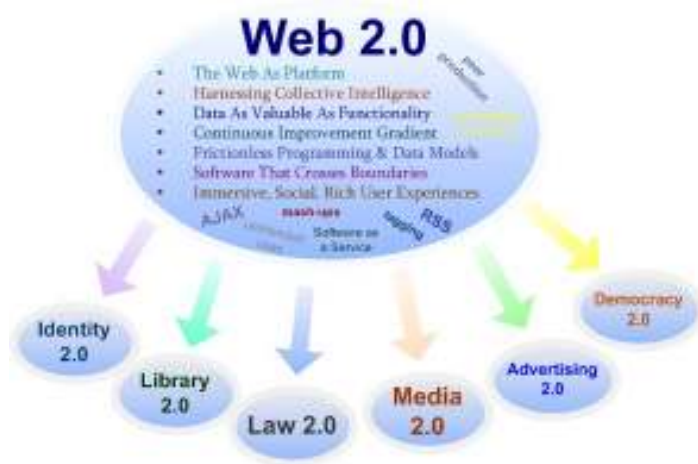 Web 2.0
peer
production
• The Web As Platform
• Harnessing Collective Intelligence
• Data As Valuable As Functionality
• Continuous Improvement Gradient
• Frictionless Programming & Data Models
• Software That Crosses Boundaries
• Immersive, Social, Rich User Experiences
AJAX
mash-ups
tagging
RSS
Software as
a Service
Identity
2.0
Library
2.0
Law 2.0
Media
2.0
Advertising
2.0
Democracy
2.0